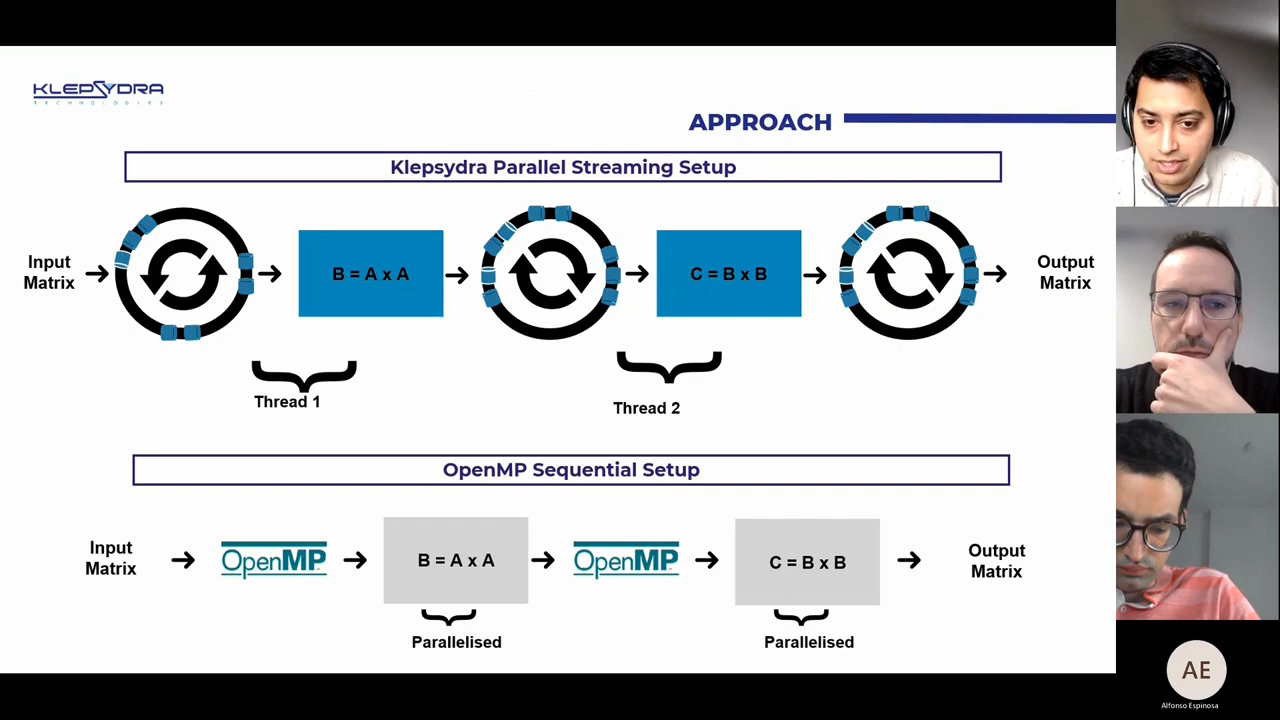 KLEPSYDRA
TECHNOLOGIES
APPROACH
Klepsydra Parallel Streaming Setup
Input
Matrix
B = A x A
C = B x B
Output
Matrix
Thread 1
Thread 2
OpenMP Sequential Setup
Input
Matrix
OpenMP
B = A x A
OpenMP
C = B x B
Output
Matrix
Parallelised
Parallelised
AE
Alfonso Espinosa